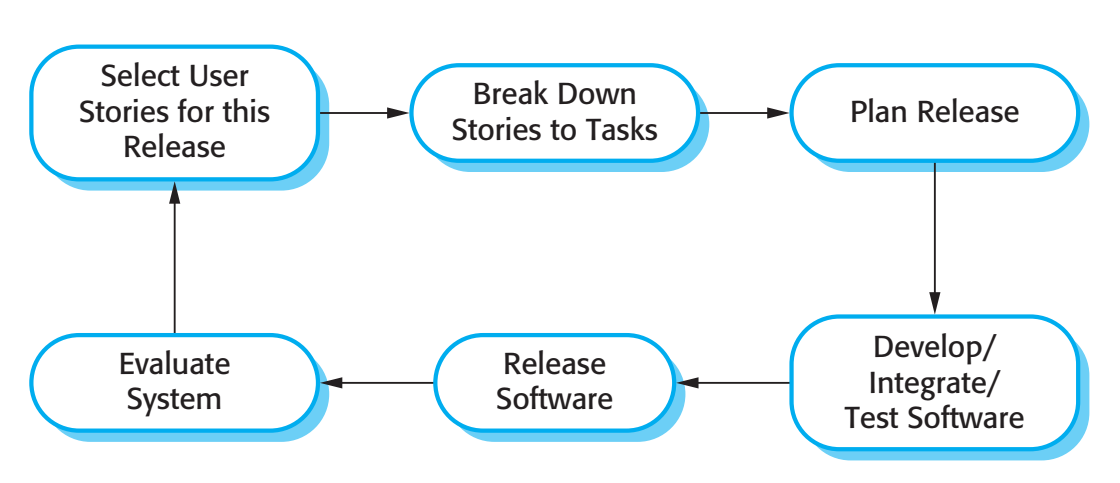 Select User
Stories for this
Release
Break Down
Stories to Tasks
Plan Release
Develop/
Integrate/
Test Software
Release
Software
Evaluate
System